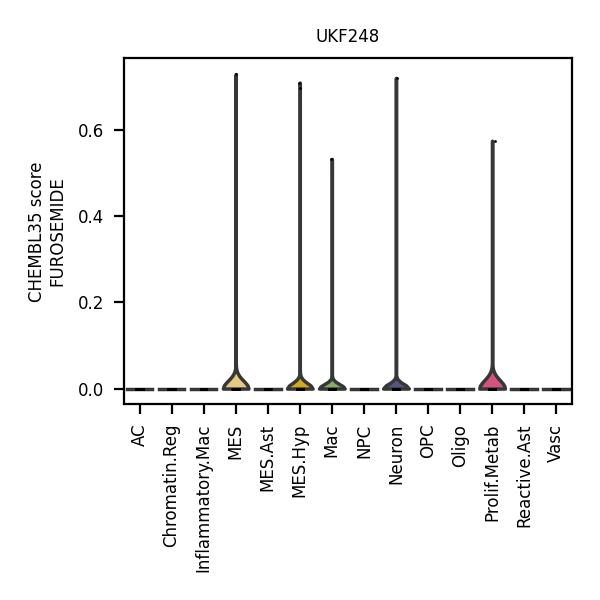 UKF248
CHEMBL35 score
FUROSEMIDE
0.6
0.4
0.2
0.0
AC
Chromatin.Reg
Inflammatory.Mac
MES
MES.Ast
MES.Hyp
Mac
NPC
Neuron
OPC
Oligo
Prolif.Metab
Reactive.Ast
Vasc